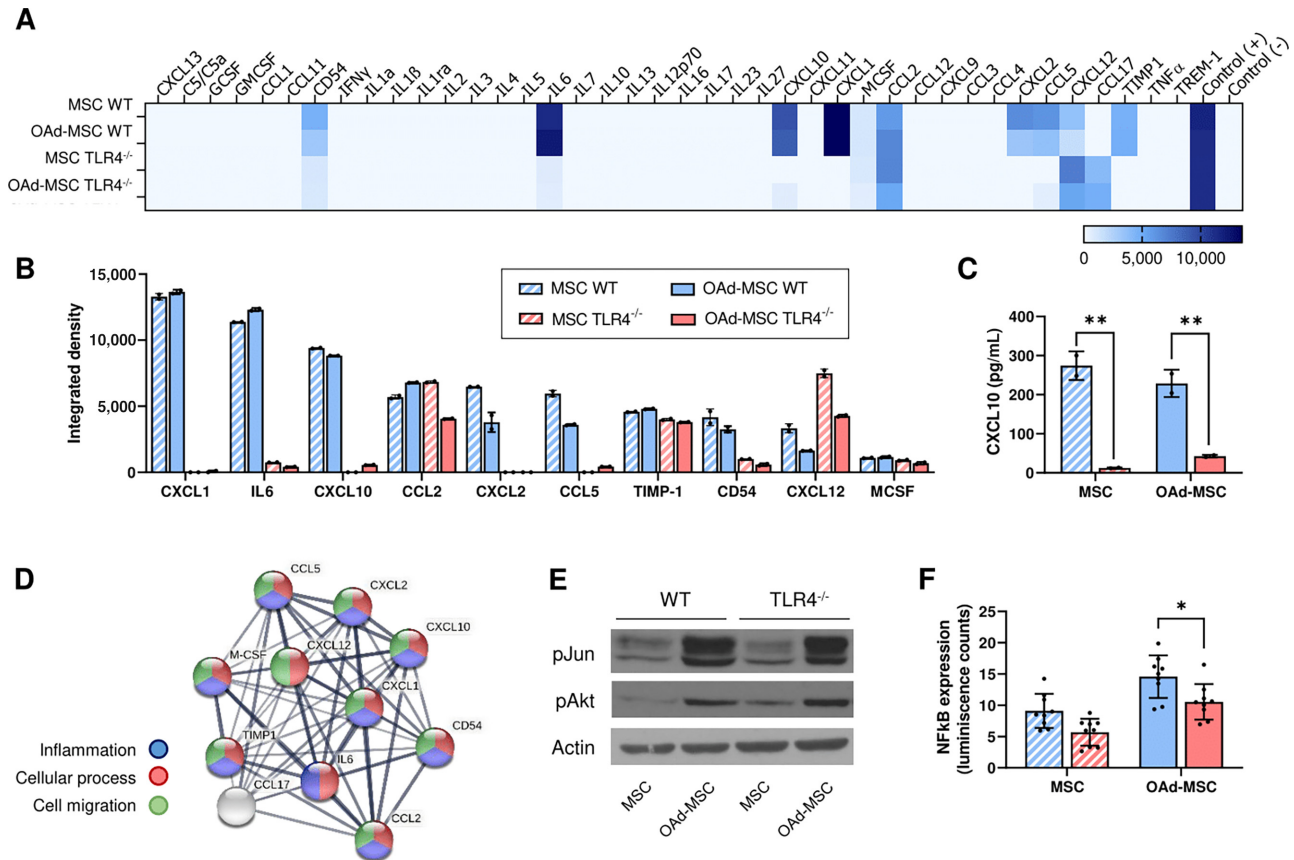 A
CXCL13 C5/C5a GCSF GMCSF CCL1 CCL11 CD54 IFNγ IL1a IL1ß IL1ra IL2 IL3 IL4 IL5 IL6 IL7 IL10 IL13 IL12p70 IL16 IL17 IL23 IL27 CXCL10 CXCL11 CXCL1 MCSF CCL2 CCL12 CXCL9 CCL3 CCL4 CXCL2 CCL5 CXCL12 CCL17 TIMP1 TNFα TREM-1 Control (+) Control (-)
MSC WT
OAd-MSC WT
MSC TLR4-/-
OAd-MSC TLR4-/-
0 5,000 10,000
B
Integrated density
15,000
10,000
5,000
0
MSC WT OAd-MSC WT
MSC TLR4-/- OAd-MSC TLR4-/-
CXCL1 IL6 CXCL10 CCL2 CXCL2 CCL5 TIMP-1 CD54 CXCL12 MCSF
C
CXCL10 (pg/mL)
400
300
200
100
0
** **
MSC OAd-MSC
D
CCL5
CXCL2
CXCL10
CXCL12
M-CSF
CXCL1
CD54
TIMP1
IL6
CCL17
CCL2
Inflammation
Cellular process
Cell migration
E
WT TLR4-/-
pJun
pAkt
Actin
MSC OAd-MSC MSC OAd-MSC
F
NFkB expression
(luminiscence counts)
25
20
15
10
5
0
*
MSC OAd-MSC